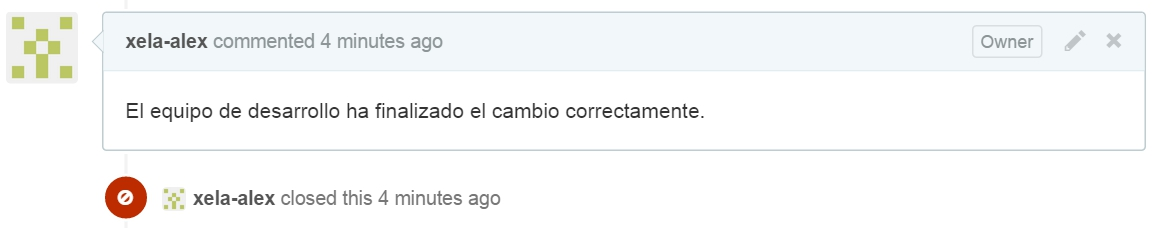 xela-alex commented 4 minutes ago Owner
El equipo de desarrollo ha finalizado el cambio correctamente.
xela-alex closed this 4 minutes ago